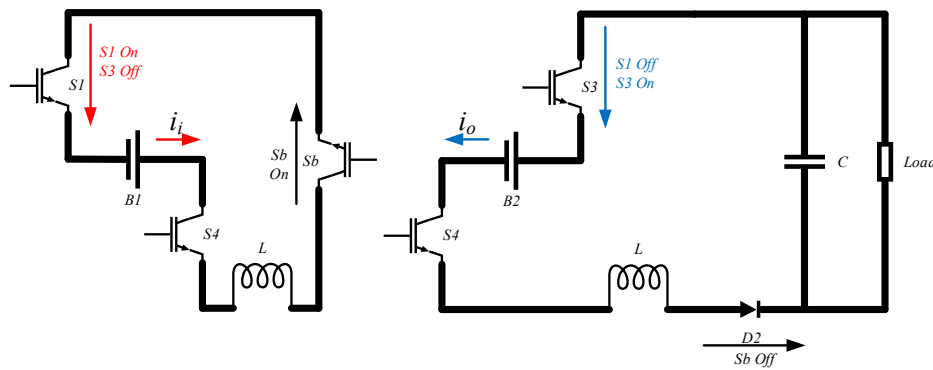 S1 On
S3 Off
S1
i_i
B1
Sb
On
Sb
S4
L
S1 Off
S3 On
S3
i_o
B2
S4
L
C
Load
D2
Sb Off